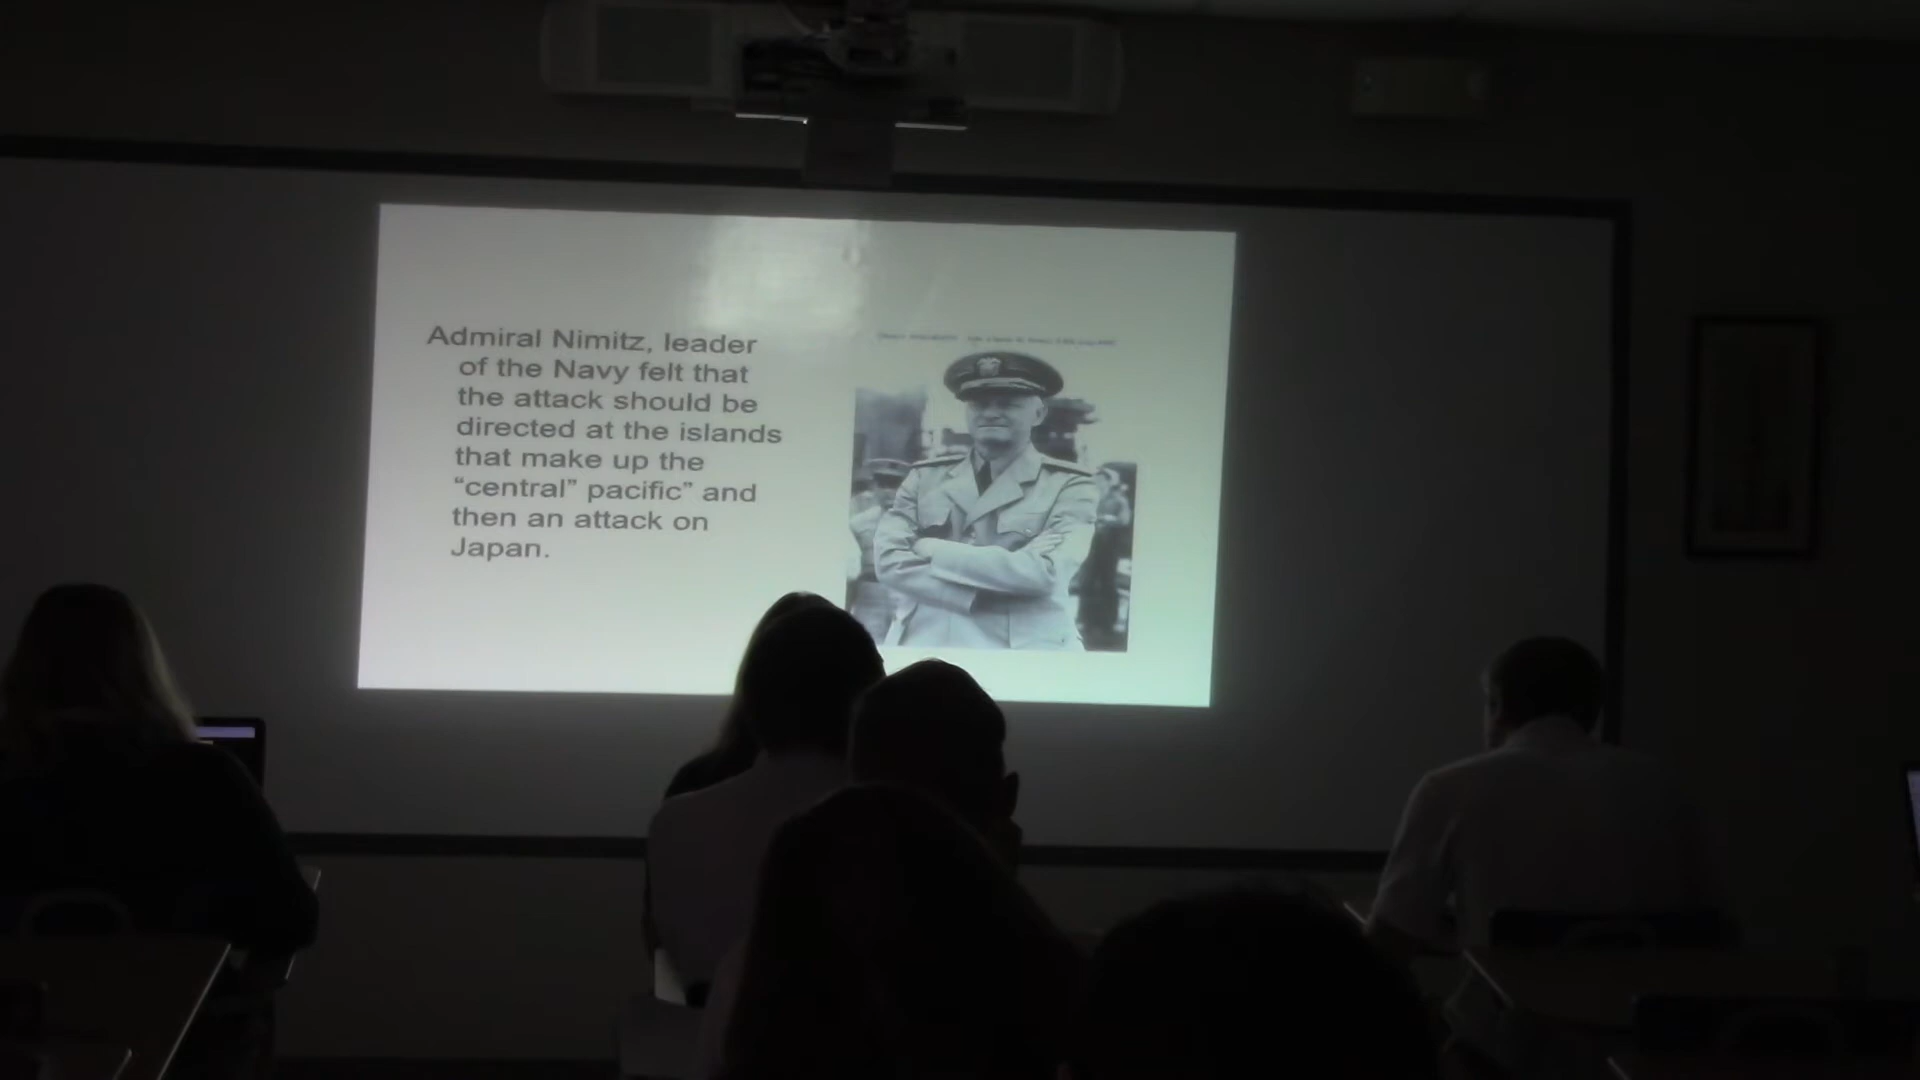 Admiral Nimitz, leader
of the Navy felt that
the attack should be
directed at the islands
that make up the
“central” pacific” and
then an attack on
Japan.